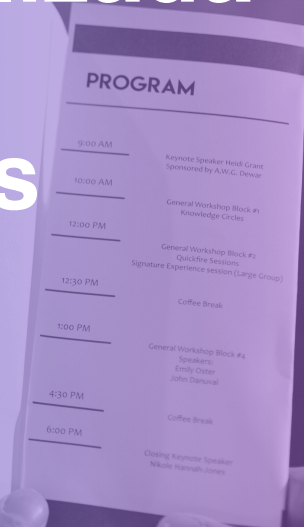 s
PROGRAM
9:00 AM
Keynote Speaker Heidi Grant
Sponsored by A.W.G. Dewar
10:00 AM
General Workshop Block #1
Knowledge Circles
12:00 PM
General Workshop Block #2
Quickfire Sessions
Signature Experience session (Large Group)
12:30 PM
Coffee Break
1:00 PM
General Workshop Block #4
Speakers:
Emily Oster
John Danuval
4:30 PM
Coffee Break
6:00 PM
Closing Keynote Speaker
Nikole Hannah-Jones